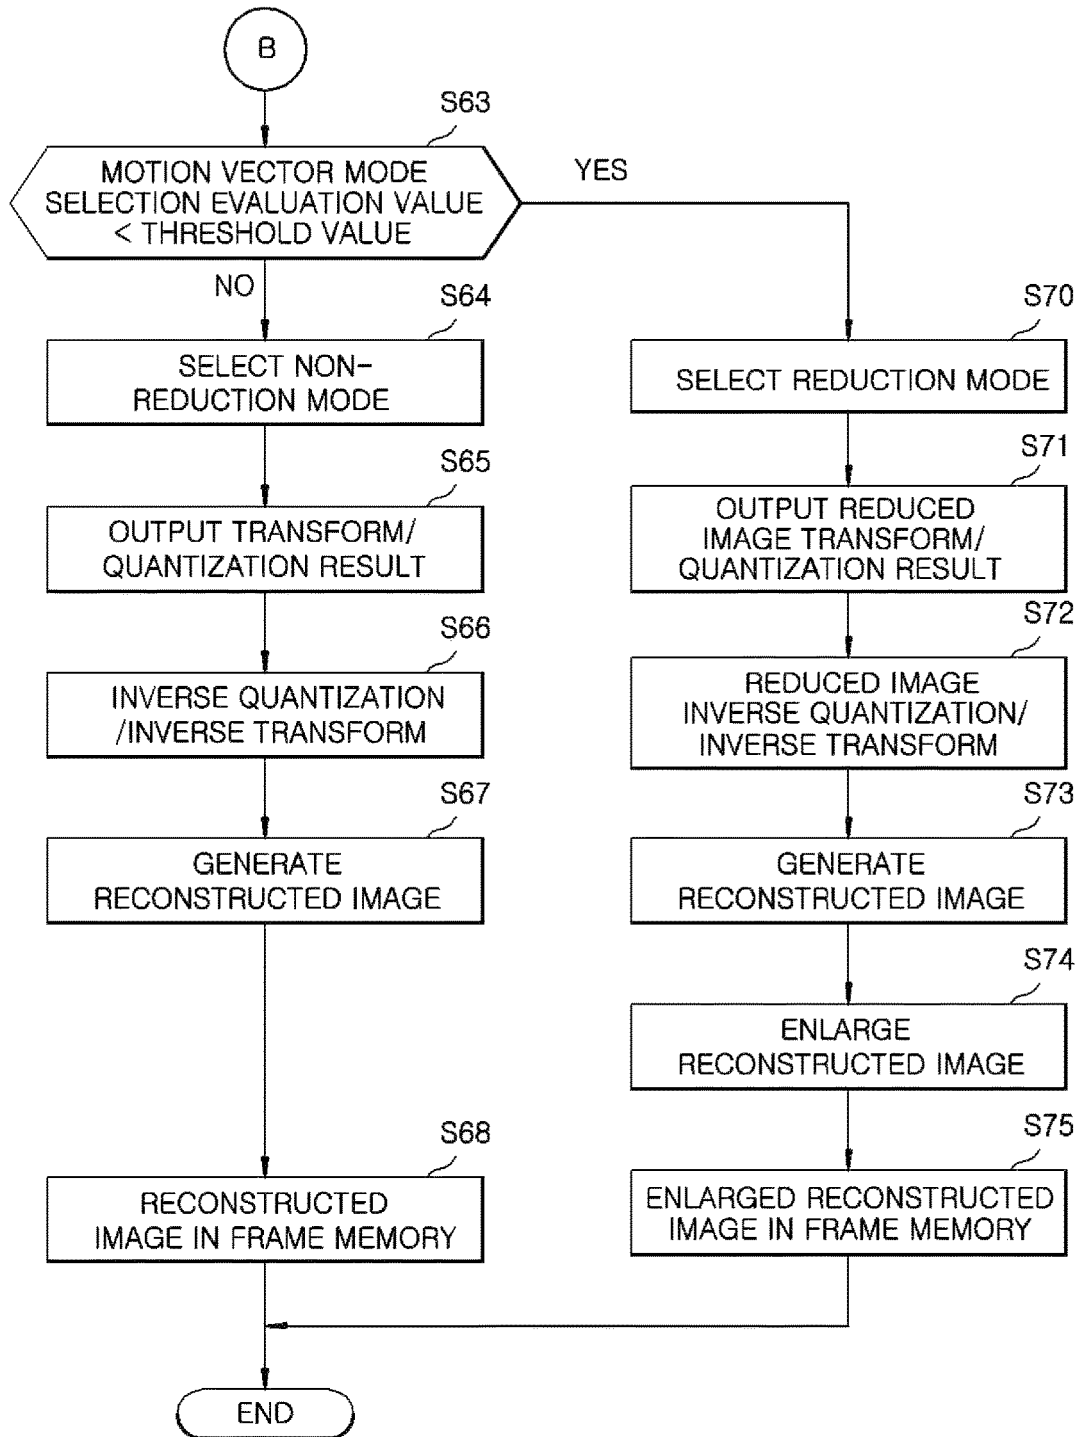 B
S63
MOTION VECTOR MODE
SELECTION EVALUATION VALUE
< THRESHOLD VALUE
YES
NO
S64
SELECT NON-
REDUCTION MODE
S65
OUTPUT TRANSFORM/
QUANTIZATION RESULT
S66
INVERSE QUANTIZATION
/INVERSE TRANSFORM
S67
GENERATE
RECONSTRUCTED IMAGE
S68
RECONSTRUCTED
IMAGE IN FRAME MEMORY
S70
SELECT REDUCTION MODE
S71
OUTPUT REDUCED
IMAGE TRANSFORM/
QUANTIZATION RESULT
S72
REDUCED IMAGE
INVERSE QUANTIZATION/
INVERSE TRANSFORM
S73
GENERATE
RECONSTRUCTED IMAGE
S74
ENLARGE
RECONSTRUCTED IMAGE
S75
ENLARGED RECONSTRUCTED
IMAGE IN FRAME MEMORY
END